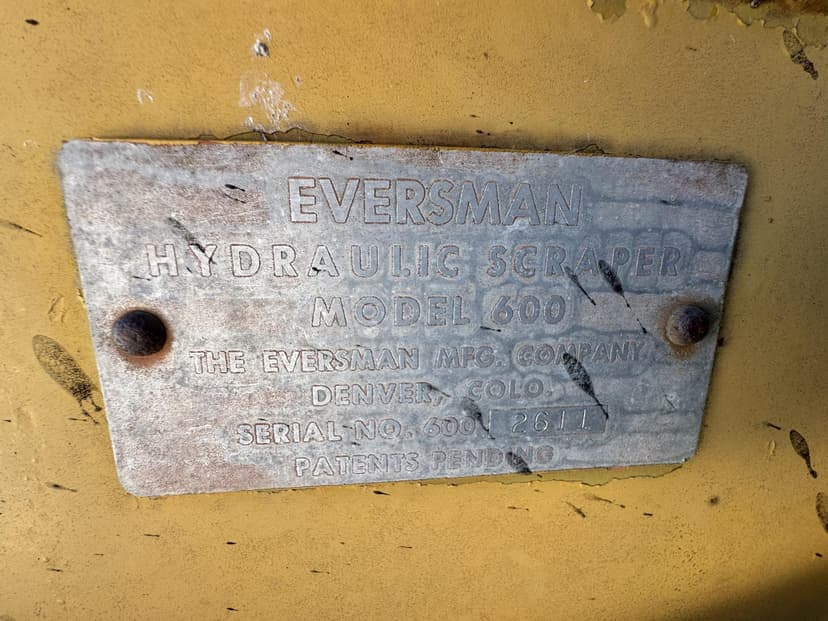 EVERSMAN
HYDRAULIC SCRAPER
MODEL 600
THE EVERSMAN MFG. COMPANY
DENVER, COLO.
SERIAL NO. 600 2611
PATENTS PENDING